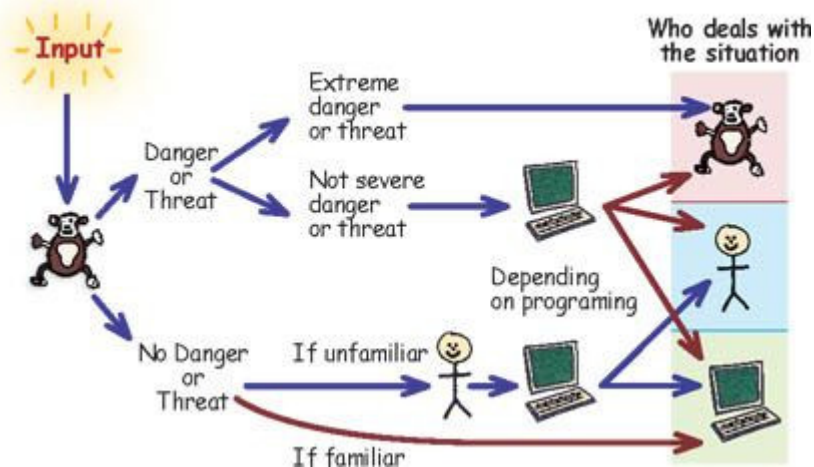 Input
Who deals with
the situation
Extreme
danger
or threat
Danger
or
Threat
Not severe
danger
or threat
Depending
on programing
No Danger
or
Threat
If unfamiliar
If familiar